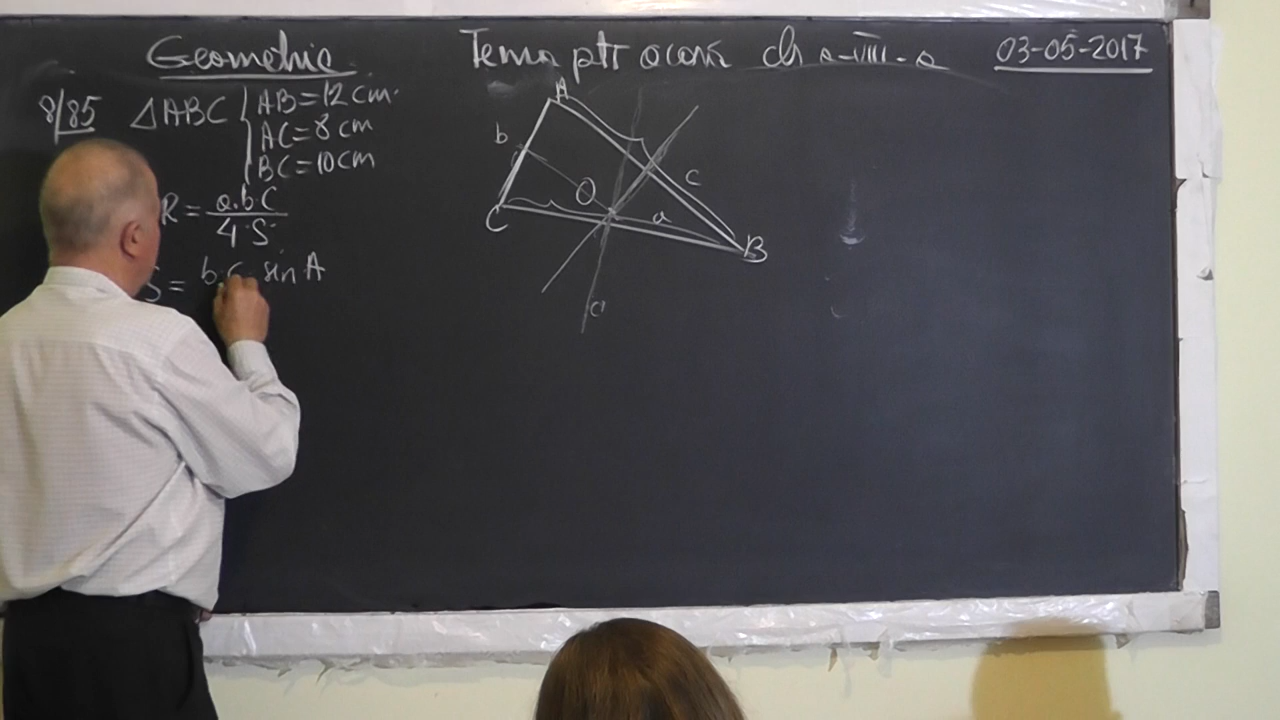 Geometrie
Tema ptr acasă cls a-VIII-a
03-05-2017
8/85 △ABC { AB=12 cm
AC=8 cm
BC=10 cm
R = a.b.c
4.S
S = b.c. sin A
A
b
C
O
a
c
B
d